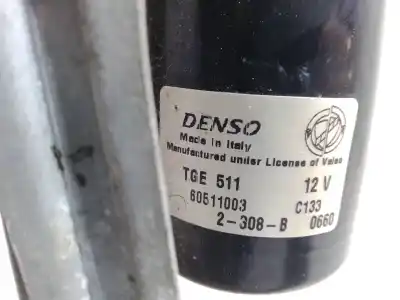 DENSO
Made in Italy
Manufactured under License of Valeo
TGE 511 12 V
60511003 C133
2-308-B 0660